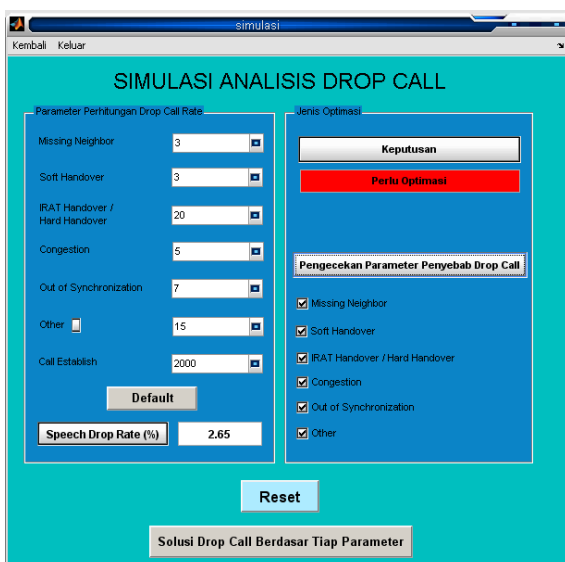 simulasi
Kembali Keluar
SIMULASI ANALISIS DROP CALL
Parameter Perhitungan Drop Call Rate
Missing Neighbor 3
Soft Handover 3
IRAT Handover /
Hard Handover 20
Congestion 5
Out of Synchronization 7
Other 15
Call Establish 2000
Default
Speech Drop Rate (%) 2.65
Jenis Optimasi
Keputusan
Perlu Optimasi
Pengecekan Parameter Penyebab Drop Call
Missing Neighbor
Soft Handover
IRAT Handover / Hard Handover
Congestion
Out of Synchronization
Other
Reset
Solusi Drop Call Berdasar Tiap Parameter